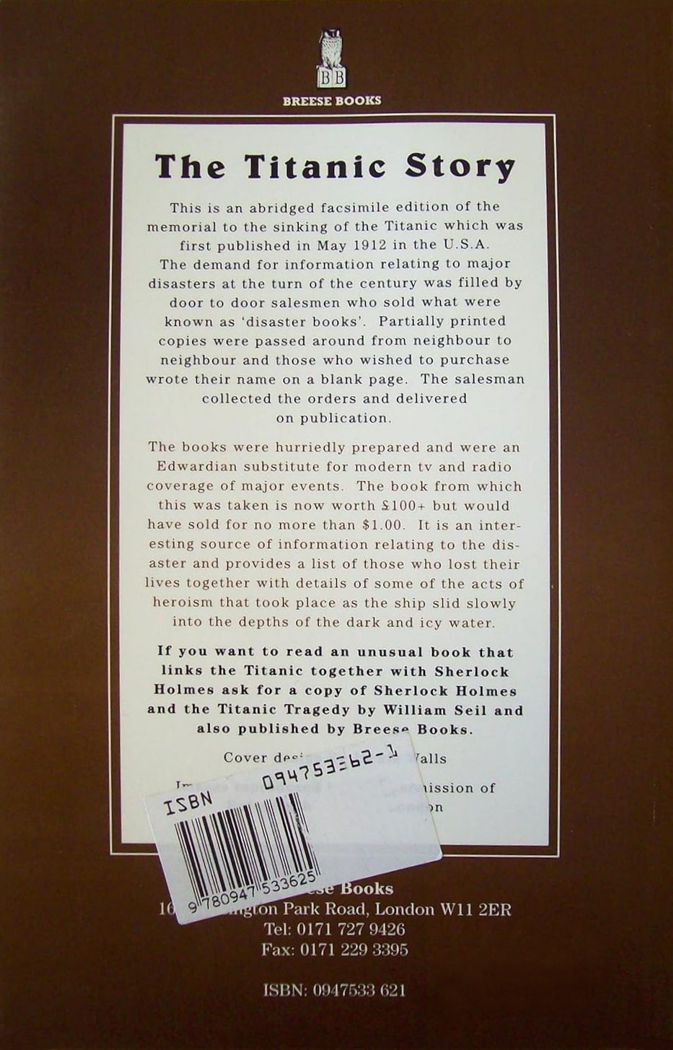 BB
BREESE BOOKS
The Titanic Story
This is an abridged facsimile edition of the
memorial to the sinking of the Titanic which was
first published in May 1912 in the U.S.A.
The demand for information relating to major
disasters at the turn of the century was filled by
door to door salesmen who sold what were
known as 'disaster books'. Partially printed
copies were passed around from neighbour to
neighbour and those who wished to purchase
wrote their name on a blank page. The salesman
collected the orders and delivered
on publication.
The books were hurriedly prepared and were an
Edwardian substitute for modern tv and radio
coverage of major events. The book from which
this was taken is now worth £100+ but would
have sold for no more than $1.00. It is an inter-
esting source of information relating to the dis-
aster and provides a list of those who lost their
lives together with details of some of the acts of
heroism that took place as the ship slid slowly
into the depths of the dark and icy water.
If you want to read an unusual book that
links the Titanic together with Sherlock
Holmes ask for a copy of Sherlock Holmes
and the Titanic Tragedy by William Seil and
also published by Breese Books.
Cover
of
ISBN 094753362-1
9 780947 533625
Books
Park Road, London W11 2ER
Tel: 0171 727 9426
Fax: 0171 229 3395
ISBN: 0947533 621